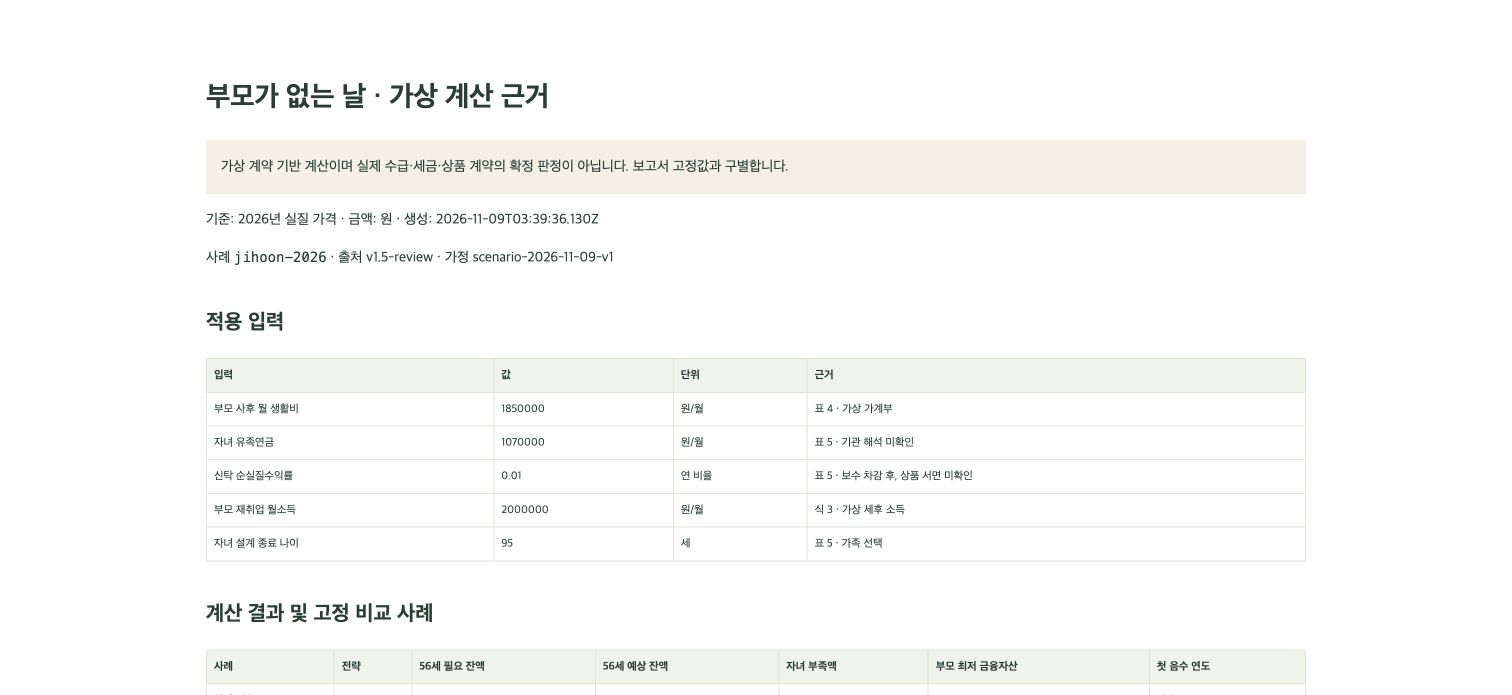 부모가 없는 날 · 가상 계산 근거
가상 계약 기반 계산이며 실제 수급·세금·상품 계약의 확정 판정이 아닙니다. 보고서 고정값과 구별합니다.
기준: 2026년 실질 가격 · 금액: 원 · 생성: 2026-11-09T03:39:36.130Z
사례 jihoon-2026 · 출처 v1.5-review · 가정 scenario-2026-11-09-v1
적용 입력
입력 값 단위 근거
부모 사후 월 생활비 1850000 원/월 표 4 · 가상 가계부
자녀 유족연금 1070000 원/월 표 5 · 기관 해석 미확인
신탁 순실질수익률 0.01 연 비율 표 5 · 보수 차감 후, 상품 서면 미확인
부모 재취업 월소득 2000000 원/월 식 3 · 가상 세후 소득
자녀 설계 종료 나이 95 세 표 5 · 가족 선택
계산 결과 및 고정 비교 사례
사례 전략 56세 필요 잔액 56세 예상 잔액 자녀 부족액 부모 최저 금융자산 첫 음수 연도